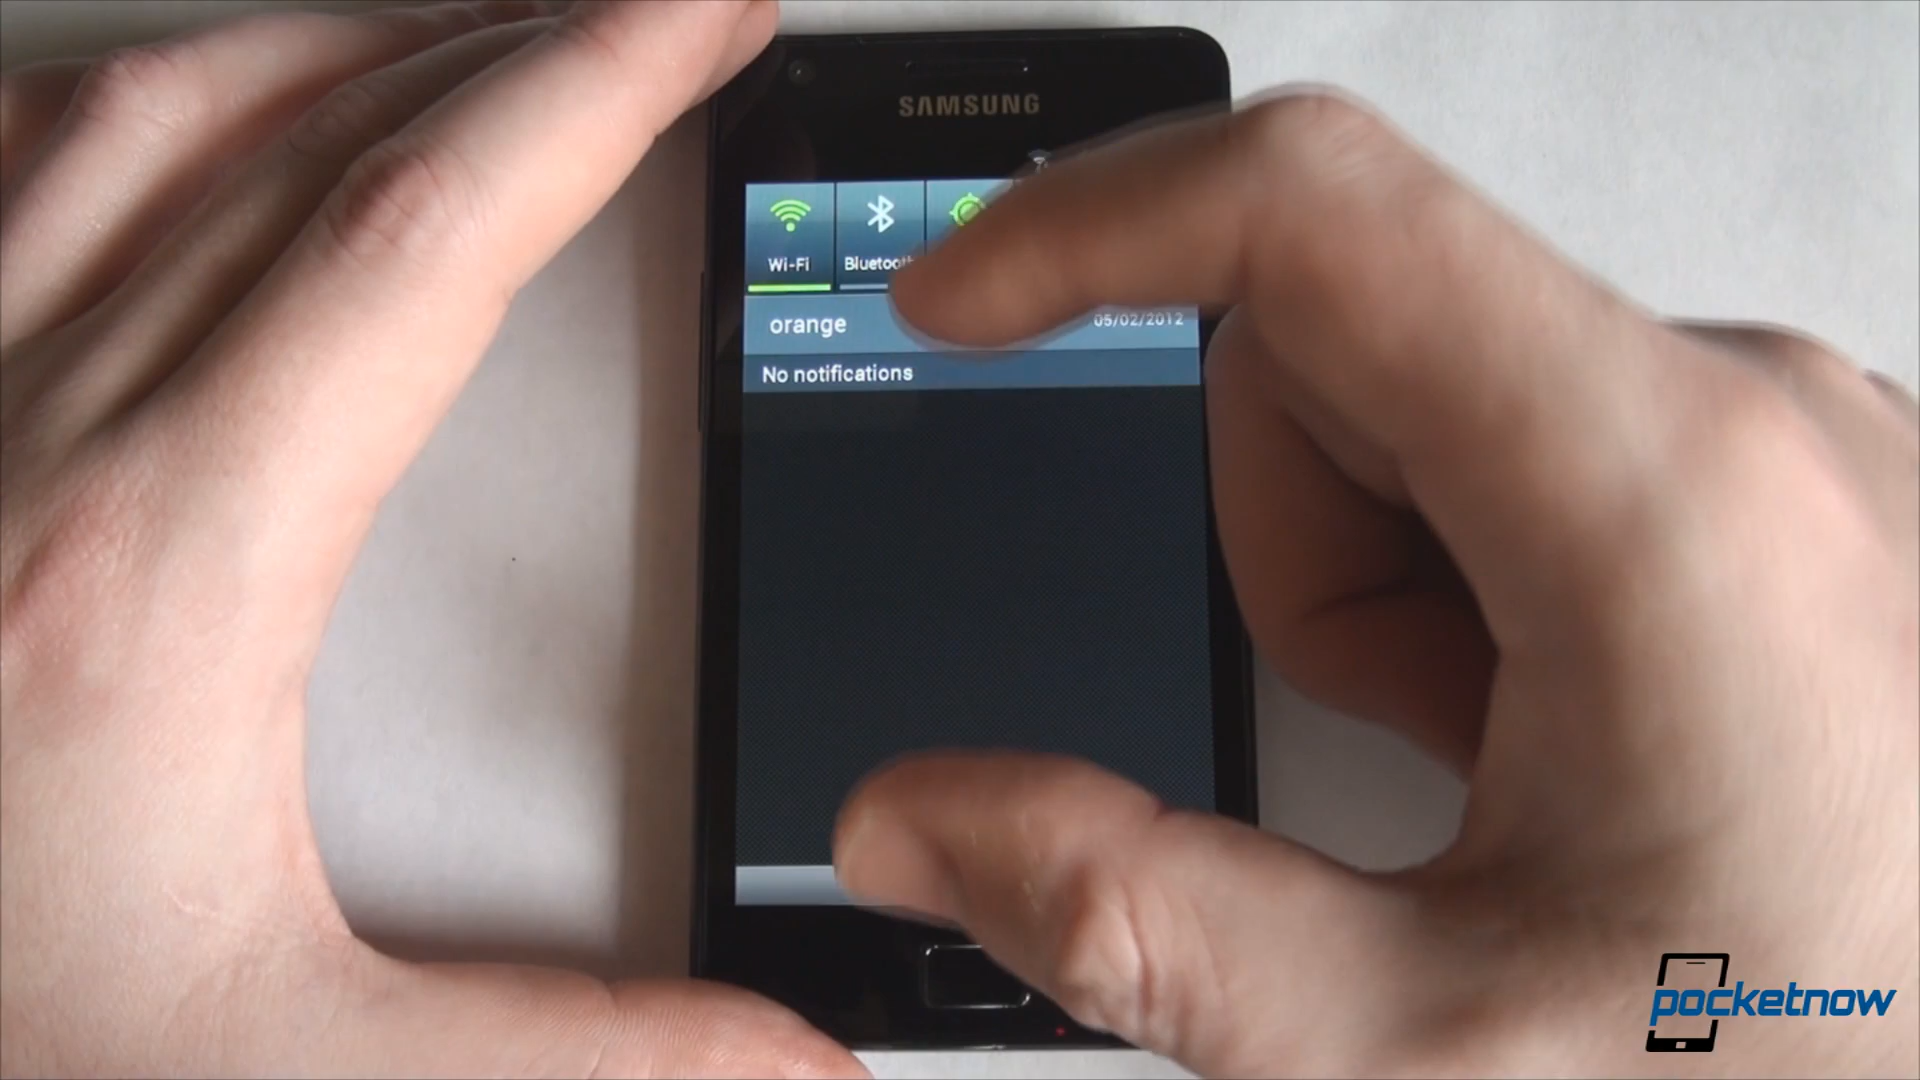 SAMSUNG
Wi-Fi
orange 05/02/2012
No notifications
pocketnow